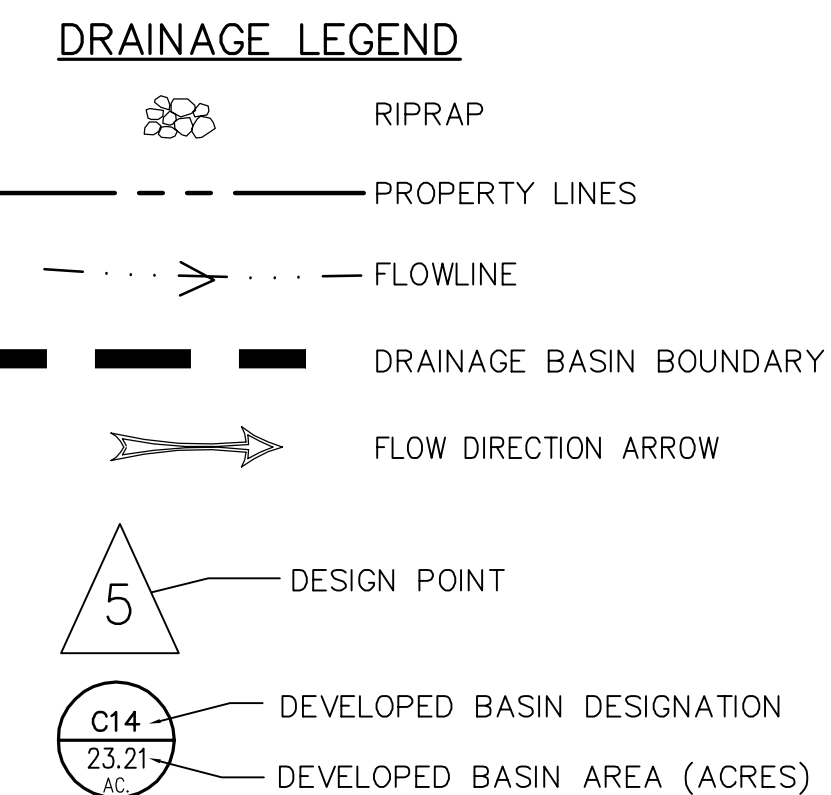 DRAINAGE LEGEND
RIPRAP
PROPERTY LINES
FLOWLINE
DRAINAGE BASIN BOUNDARY
FLOW DIRECTION ARROW
5 DESIGN POINT
C14 DEVELOPED BASIN DESIGNATION
23.21
AC. DEVELOPED BASIN AREA (ACRES)